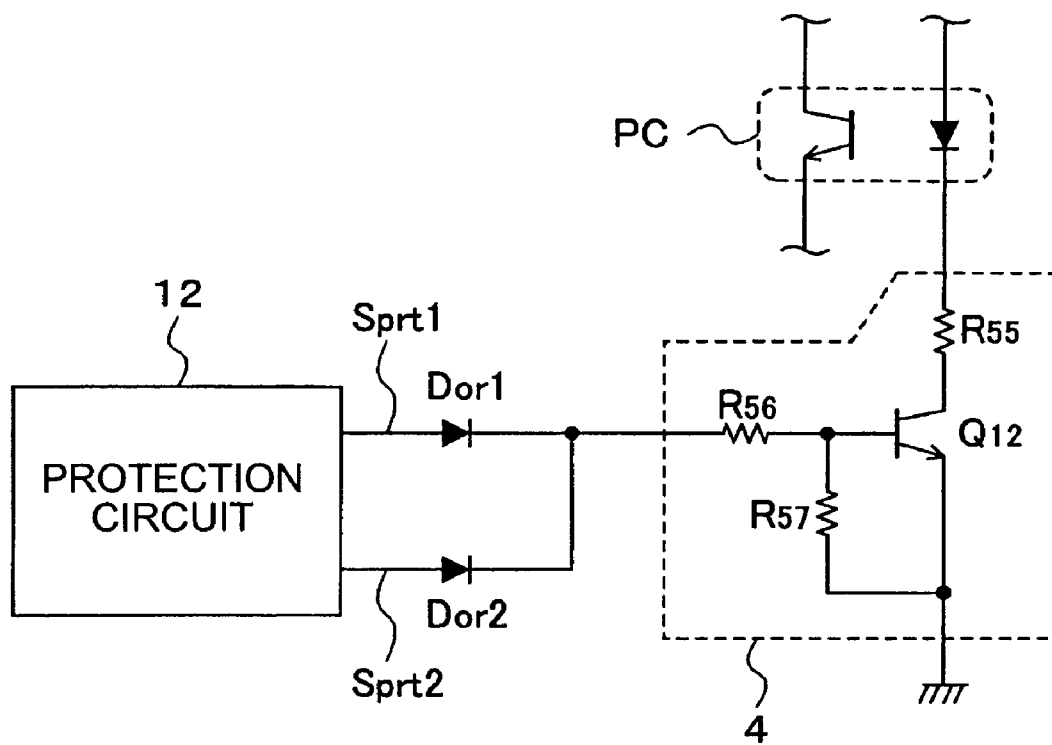 PC
12
Sprt1
R55
Dor1
R56
Q12
PROTECTION
CIRCUIT
R57
Dor2
Sprt2
4